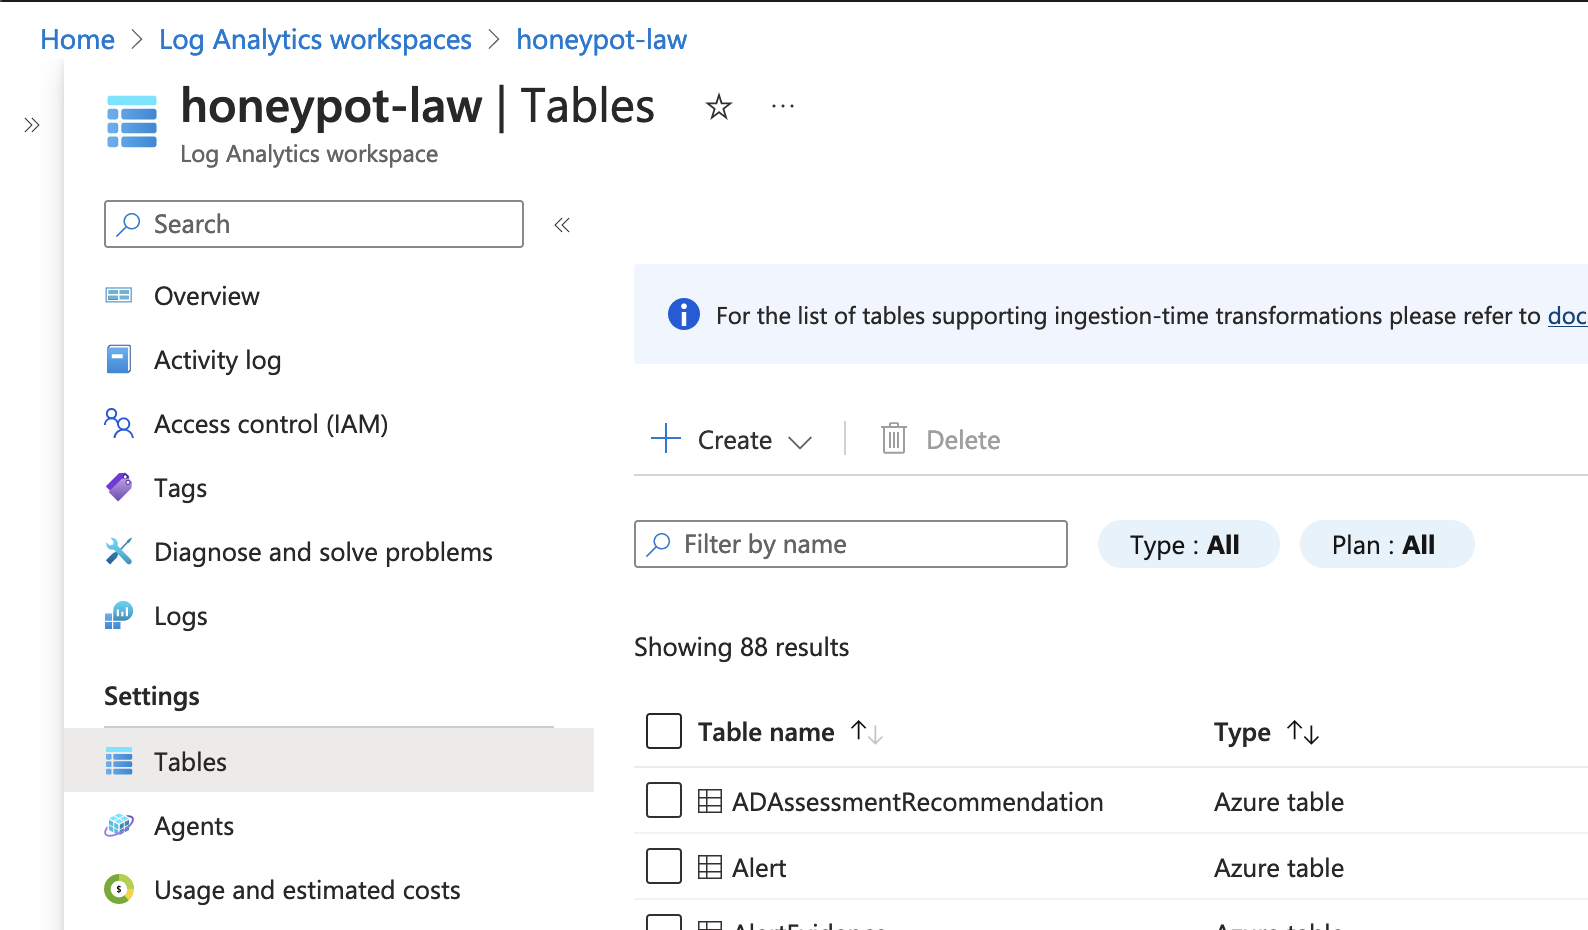 Home > Log Analytics workspaces > honeypot-law
honeypot-law | Tables
Log Analytics workspace
Search
Overview
Activity log
Access control (IAM)
Tags
Diagnose and solve problems
Logs
Settings
Tables
Agents
Usage and estimated costs
For the list of tables supporting ingestion-time transformations please refer to doc
Create
Delete
Filter by name
Type : All
Plan : All
Showing 88 results
Table name Type
ADAssessmentRecommendation Azure table
Alert Azure table